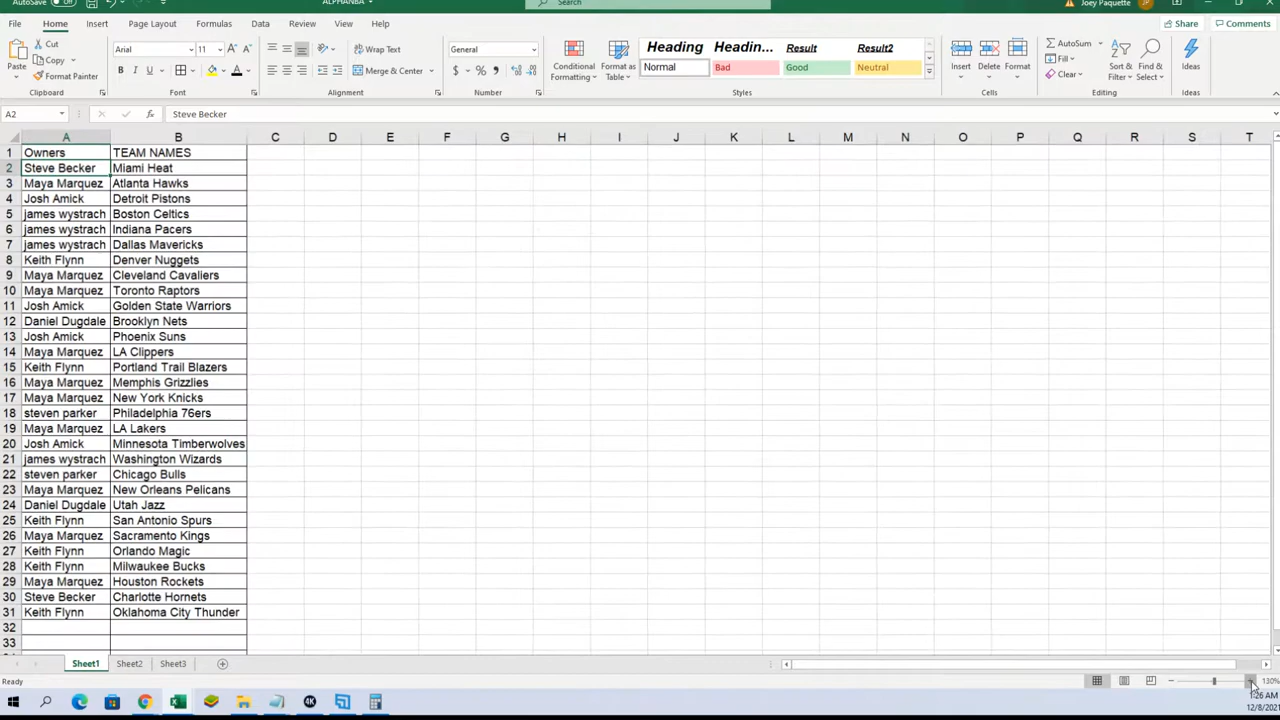 AutoSave Off ALPHANBA Search Joey Paquette JP
File Home Insert Page Layout Formulas Data Review View Help Share Comments
Paste Cut Copy Format Painter Clipboard
Arial 11 A A B I U A Font
Wrap Text Merge & Center Alignment
General $ % Number
Conditional Formatting Format as Table
Heading Headin... Result Result2
Normal Bad Good Neutral Styles
Insert Delete Format Cells
AutoSum Fill Clear Sort & Filter Find & Select Editing
Ideas Ideas
A2 fx Steve Becker
A B C D E F G H I J K L M N O P Q R S T
1 Owners TEAM NAMES
2 Steve Becker Miami Heat
3 Maya Marquez Atlanta Hawks
4 Josh Amick Detroit Pistons
5 james wystrach Boston Celtics
6 james wystrach Indiana Pacers
7 james wystrach Dallas Mavericks
8 Keith Flynn Denver Nuggets
9 Maya Marquez Cleveland Cavaliers
10 Maya Marquez Toronto Raptors
11 Josh Amick Golden State Warriors
12 Daniel Dugdale Brooklyn Nets
13 Josh Amick Phoenix Suns
14 Maya Marquez LA Clippers
15 Keith Flynn Portland Trail Blazers
16 Maya Marquez Memphis Grizzlies
17 Maya Marquez New York Knicks
18 steven parker Philadelphia 76ers
19 Maya Marquez LA Lakers
20 Josh Amick Minnesota Timberwolves
21 james wystrach Washington Wizards
22 steven parker Chicago Bulls
23 Maya Marquez New Orleans Pelicans
24 Daniel Dugdale Utah Jazz
25 Keith Flynn San Antonio Spurs
26 Maya Marquez Sacramento Kings
27 Keith Flynn Orlando Magic
28 Keith Flynn Milwaukee Bucks
29 Maya Marquez Houston Rockets
30 Steve Becker Charlotte Hornets
31 Keith Flynn Oklahoma City Thunder
32
33
Sheet1 Sheet2 Sheet3
Ready 130%
4K 1:26 AM
12/8/2021